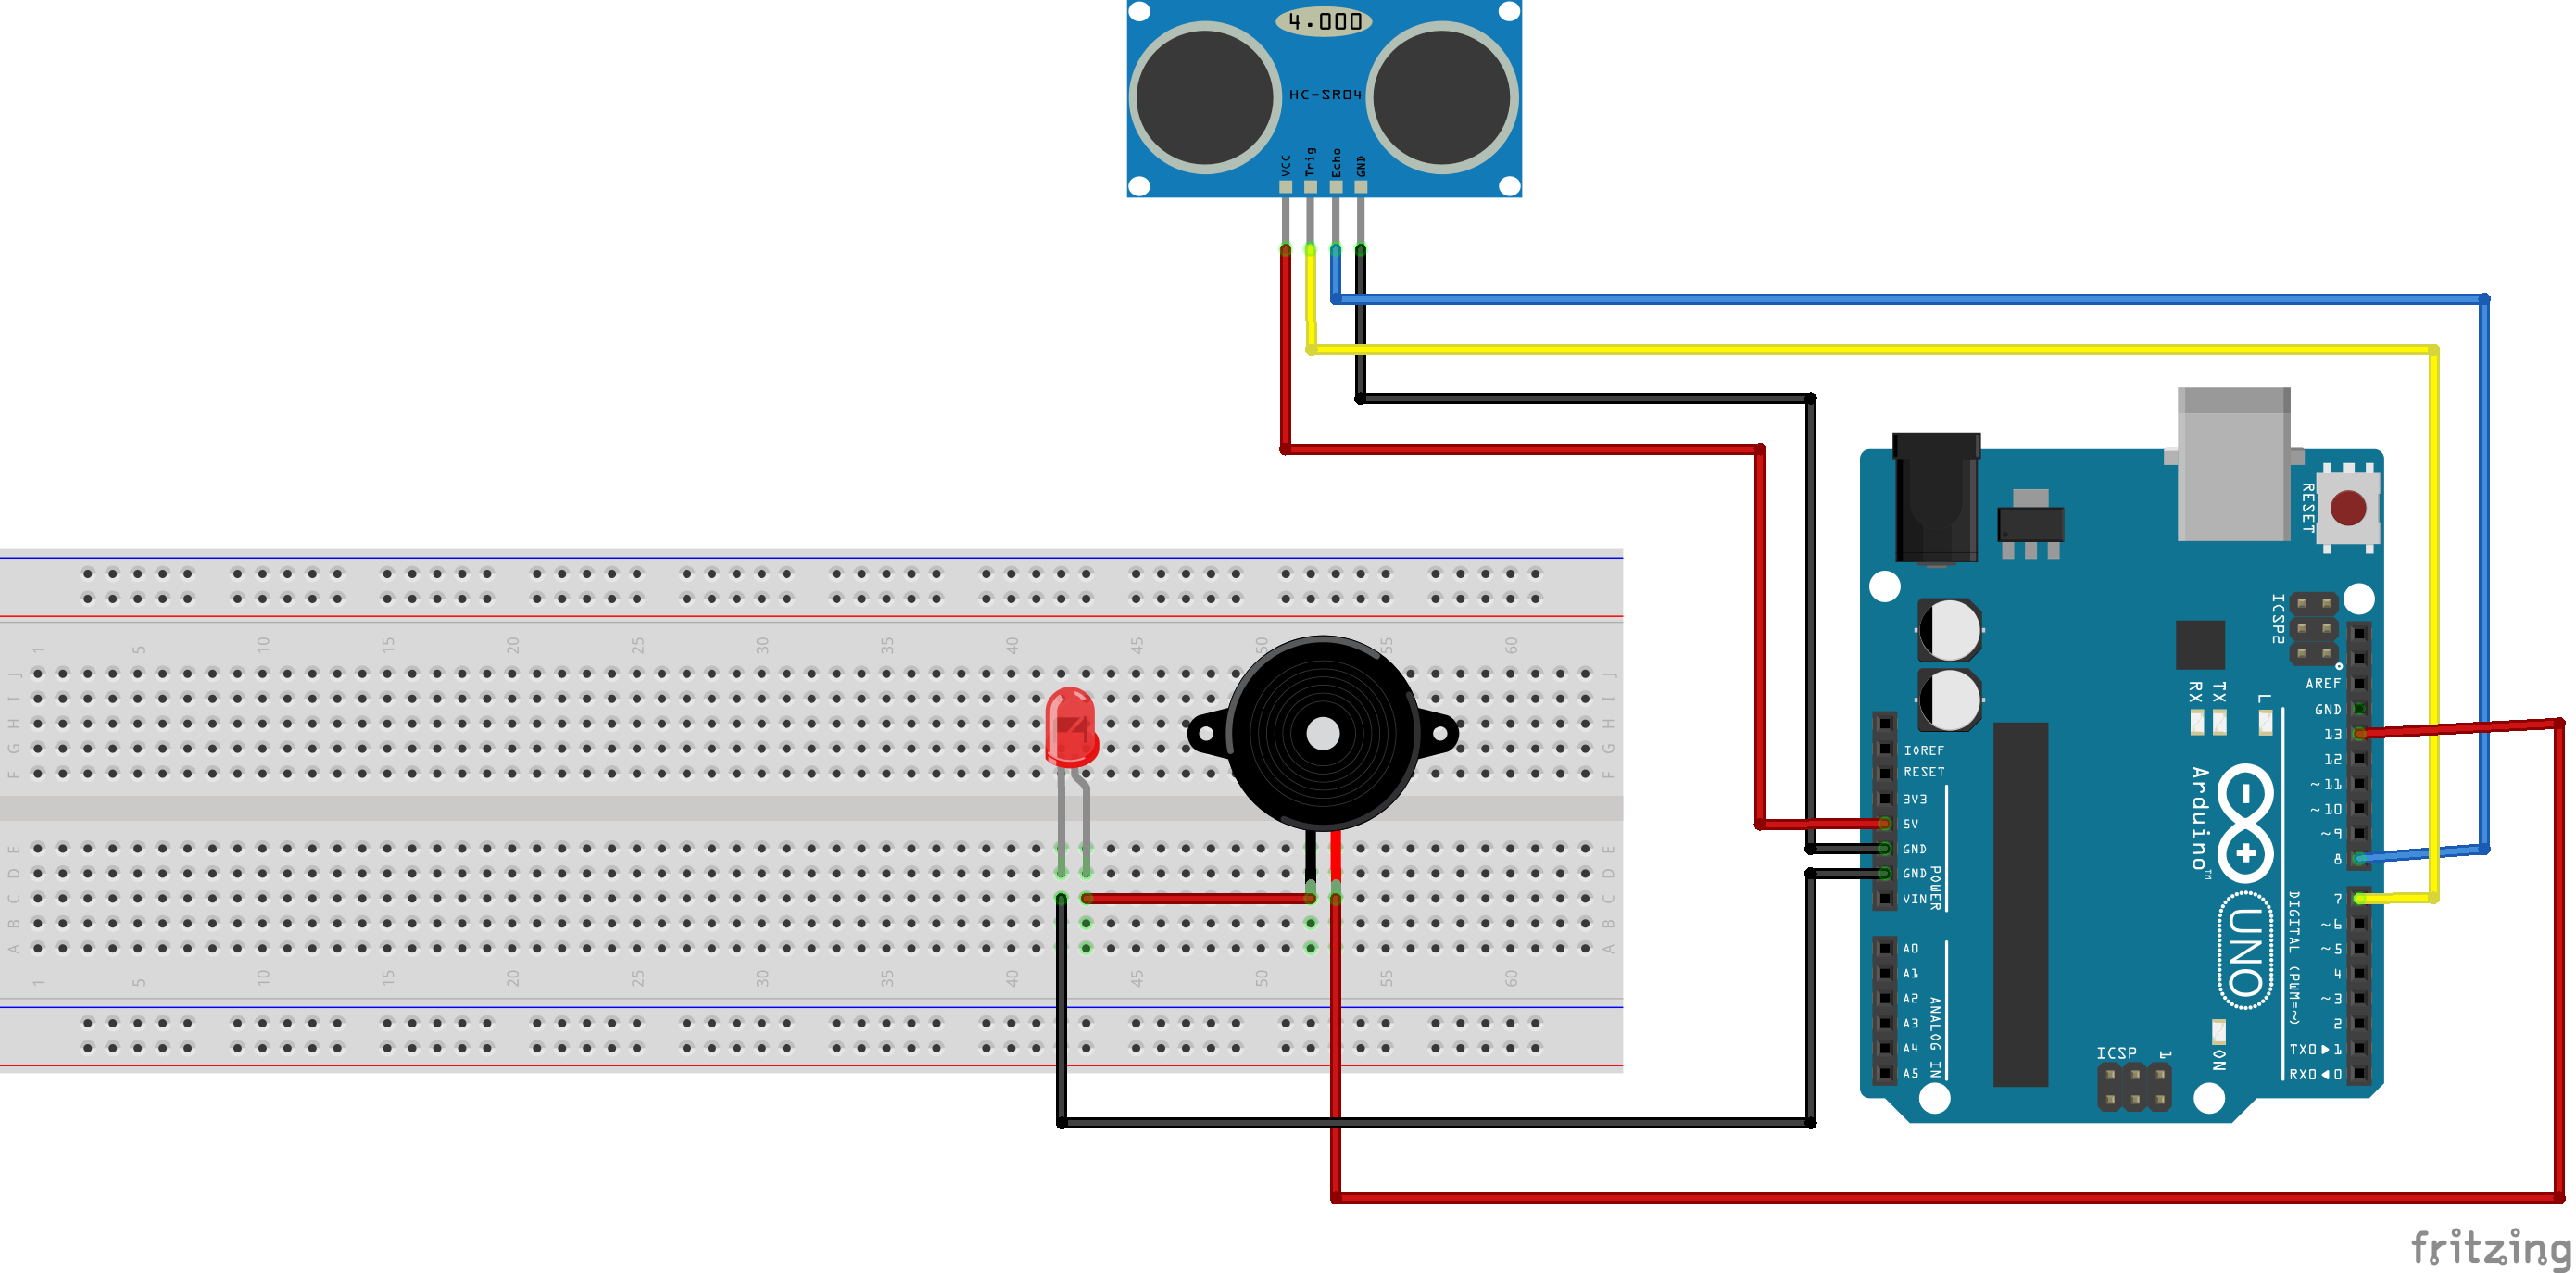 4.000
HC-SR04
VCC
Trig
Echo
GND
RESET
ICSP2
AREF
GND
13
12
~11
~10
~9
8
7
~6
~5
4
~3
2
TX0▶1
RX0◀0
DIGITAL (PWM=~)
RX
TX
L
Arduino™
UNO
IOREF
RESET
3V3
5V
GND
GND
VIN
POWER
A0
A1
A2
A3
A4
A5
ANALOG IN
ICSP
1
ON
1 5 10 15 20 25 30 35 40 45 50 55 60
J J
I I
H H
G G
F F
E E
D D
C C
B B
A A
1 5 10 15 20 25 30 35 40 45 50 55 60
fritzing